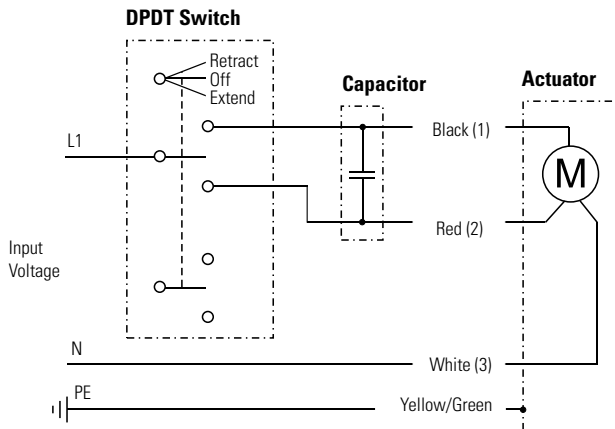 DPDT Switch
Retract
Off
Extend
Capacitor
Actuator
L1
Black (1)
M
Red (2)
Input
Voltage
N
White (3)
PE
Yellow/Green